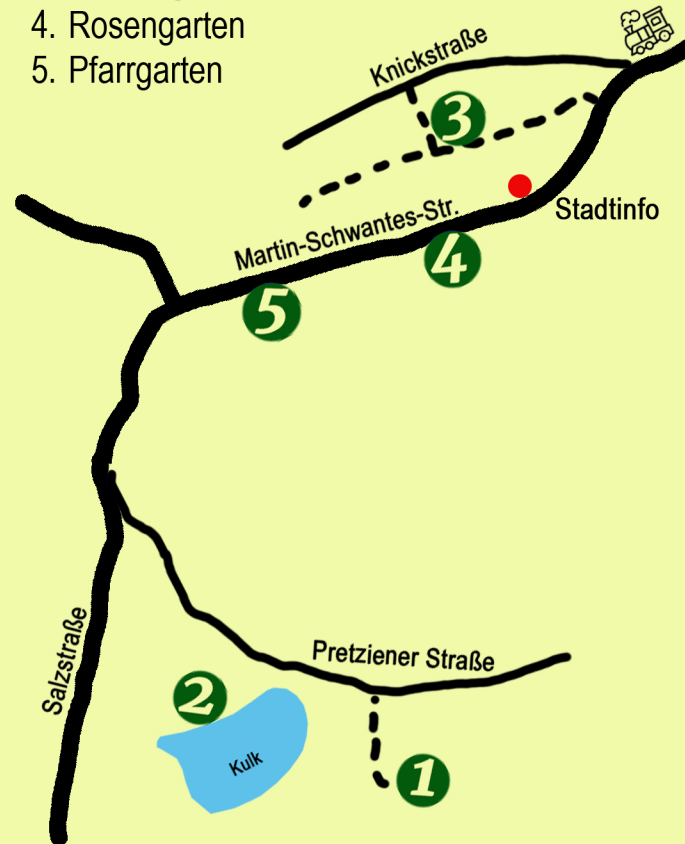 4. Rosengarten
5. Pfarrgarten
Knickstraße
3
Stadtinfo
Martin-Schwantes-Str.
4
5
Salzstraße
Pretziener Straße
2
Kulk
1